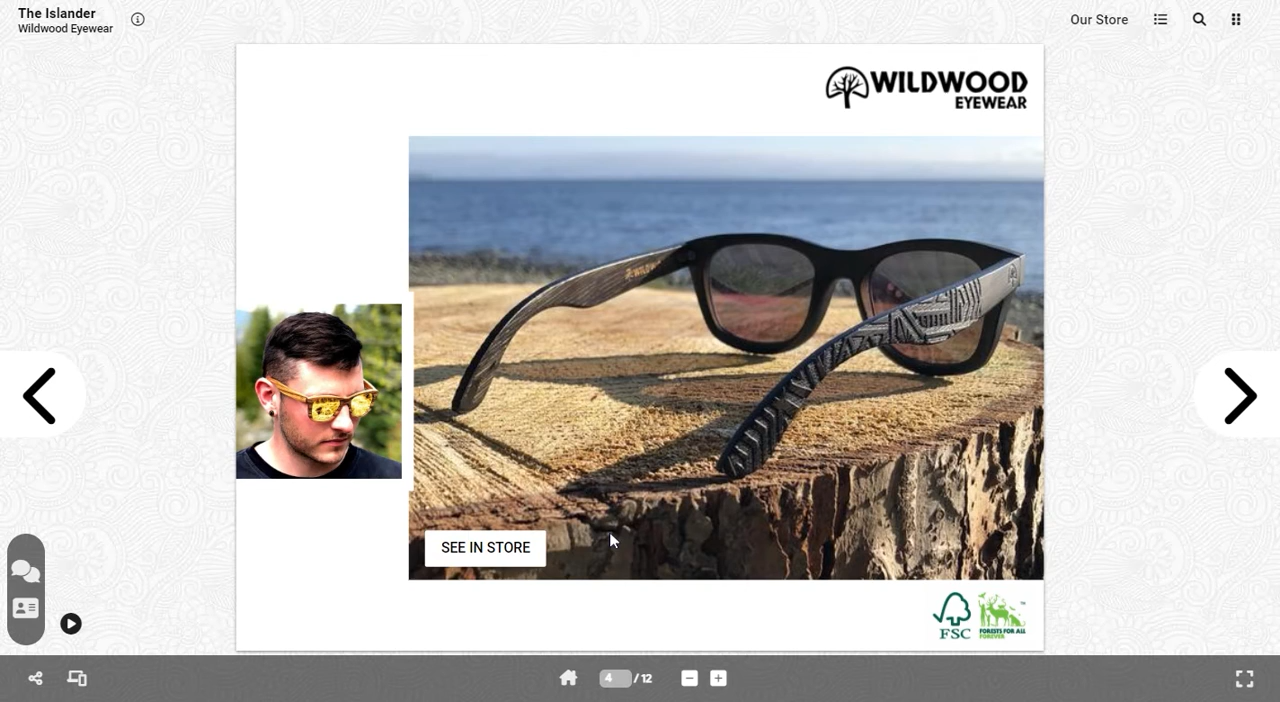 The Islander
Wildwood Eyewear
Our Store
WILDWOOD
EYEWEAR
SEE IN STORE
FSC
FORESTS FOR ALL
FOREVER
4 / 12